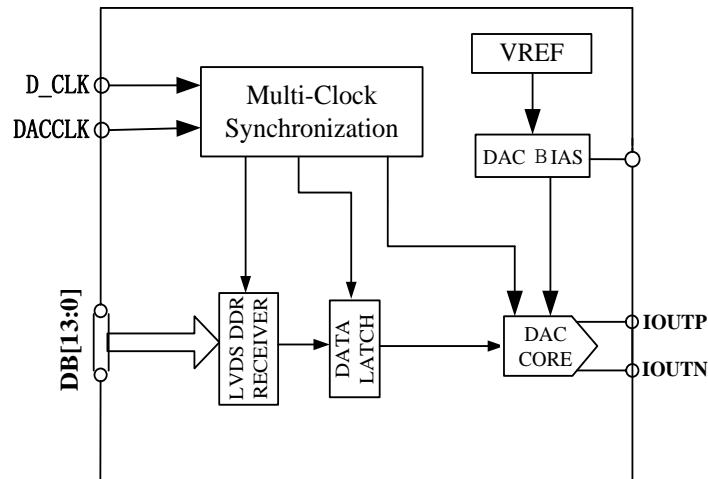 VREF
D_CLK
Multi-Clock
Synchronization
DACCLK
DAC BIAS
DB[13:0]
LVDS DDR
RECEIVER
DATA
LATCH
DAC
CORE
IOUTP
IOUTN